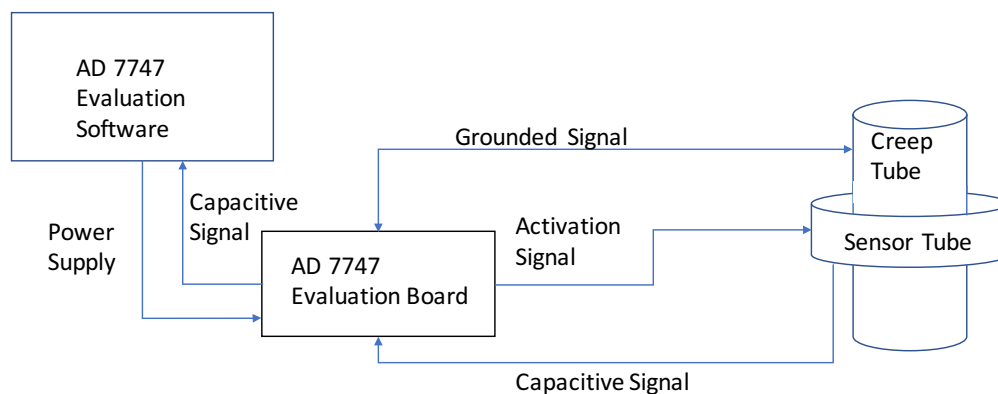 AD 7747
Evaluation
Software
Grounded Signal
Creep
Tube
Capacitive
Signal
Power
Supply
Activation
Signal
Sensor Tube
AD 7747
Evaluation Board
Capacitive Signal